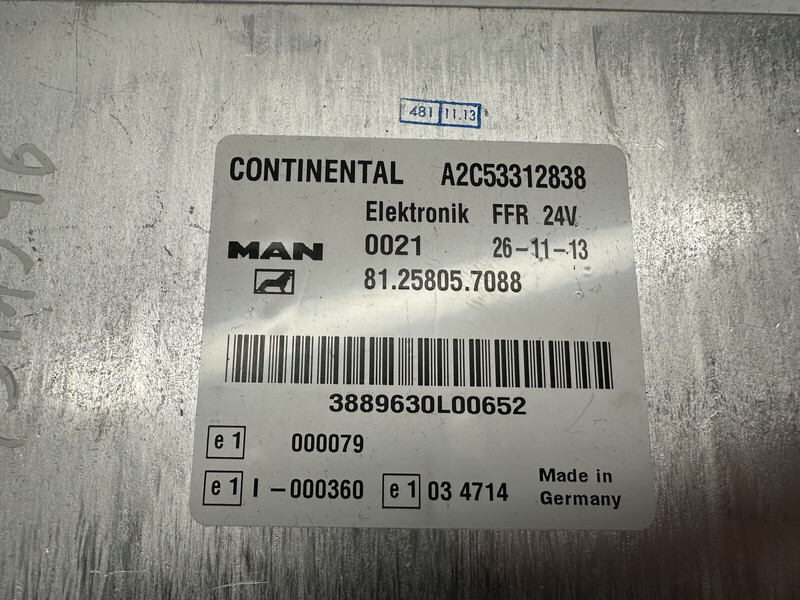 481 11.13
CONTINENTAL A2C53312838
Elektronik FFR 24V
MAN 0021 26-11-13
81.25805.7088
3889630L00652
e1 000079
e1 I-000360 e1 03 4714 Made in
Germany